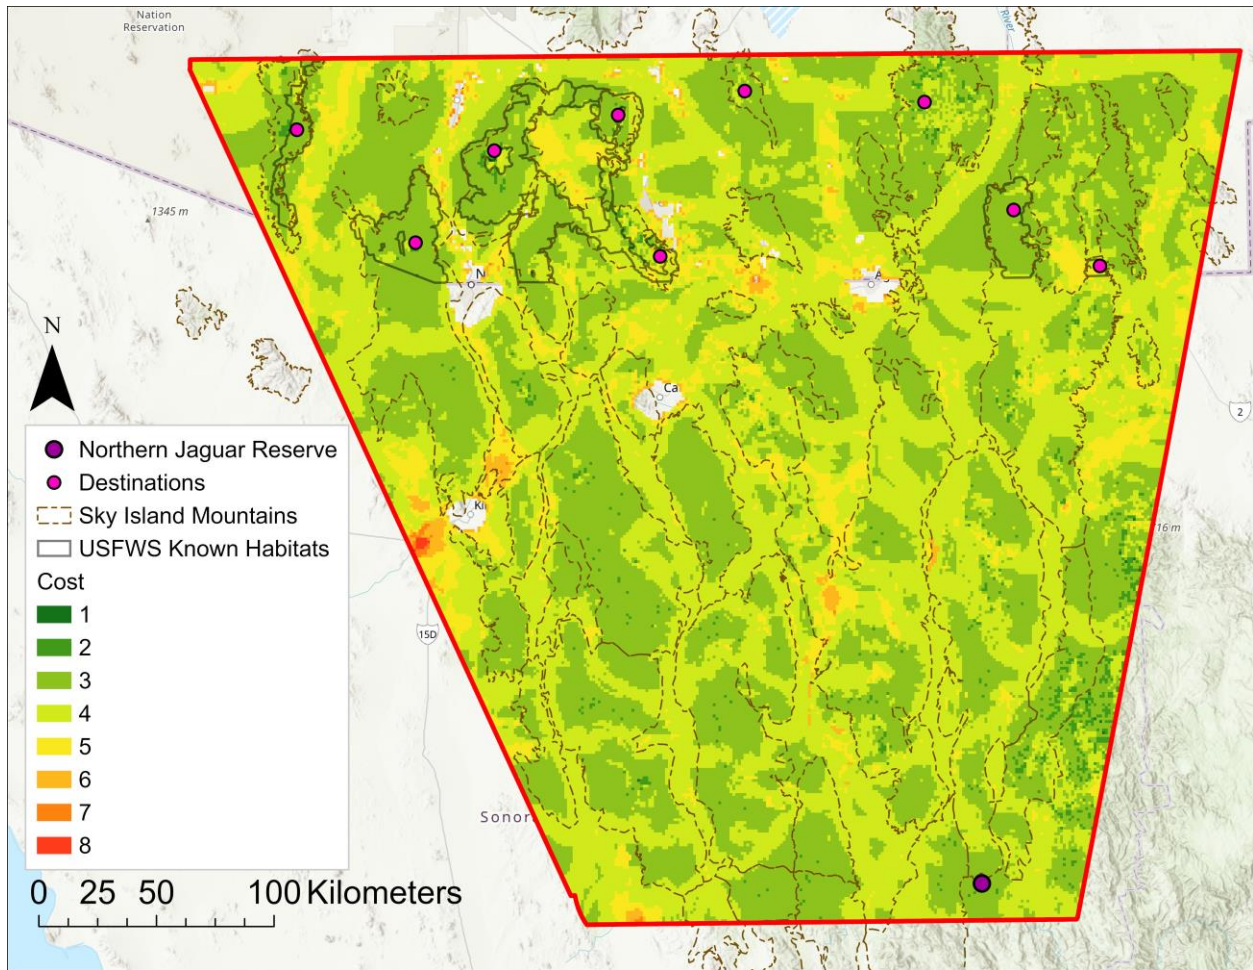 Nation
Reservation
River
1345 m
N
N
A
Ca
2
Ki
16 m
15D
Sonor
Northern Jaguar Reserve
Destinations
Sky Island Mountains
USFWS Known Habitats
Cost
1
2
3
4
5
6
7
8
0 25 50 100 Kilometers